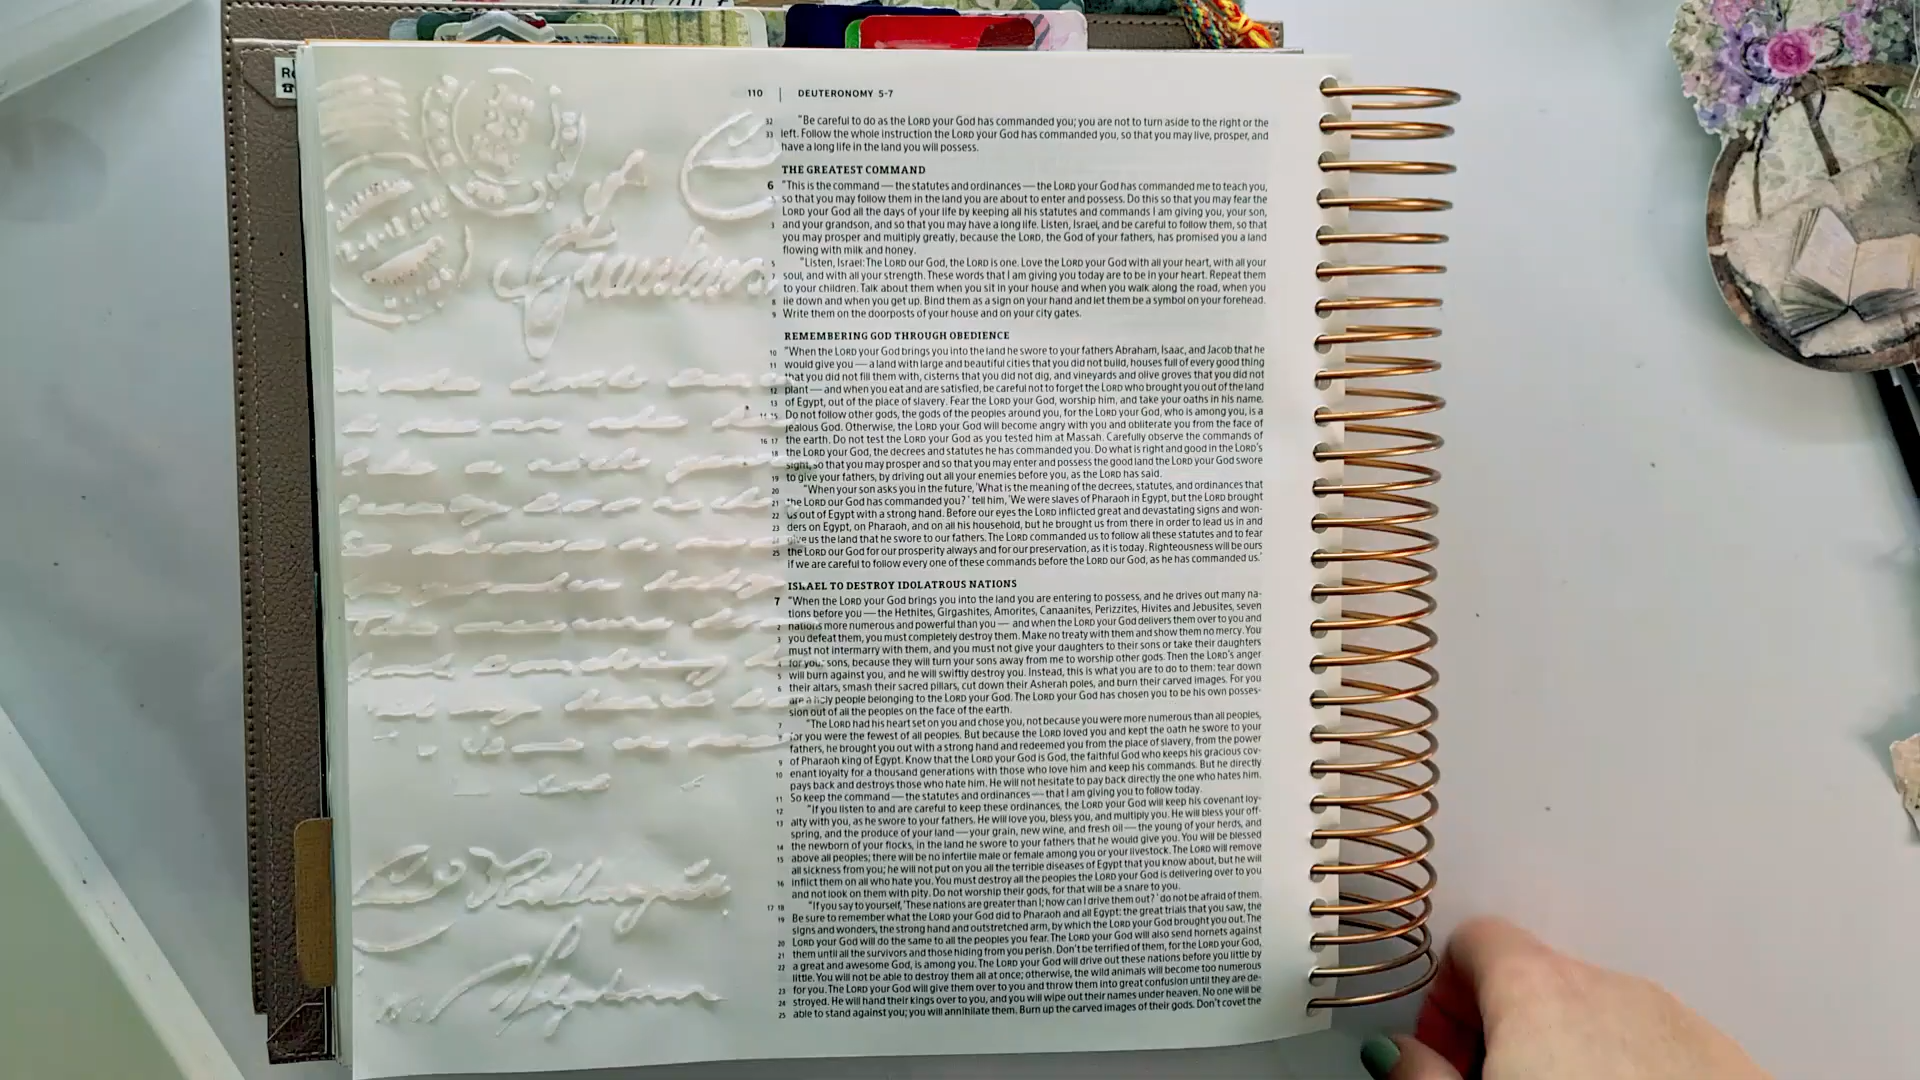 110 | DEUTERONOMY 5-7
32 "Be careful to do as the LORD your God has commanded you; you are not to turn aside to the right or the
33 left. Follow the whole instruction the LORD your God has commanded you, so that you may live, prosper, and
have a long life in the land you will possess.
THE GREATEST COMMAND
6 "This is the command — the statutes and ordinances — the LORD your God has commanded me to teach you,
so that you may follow them in the land you are about to enter and possess. Do this so that you may fear the
LORD your God all the days of your life by keeping all his statutes and commands I am giving you, your son,
3 and your grandson, and so that you may have a long life. Listen, Israel, and be careful to follow them, so that
you may prosper and multiply greatly, because the LORD, the God of your fathers, has promised you a land
flowing with milk and honey.
5 "Listen, Israel: The LORD our God, the LORD is one. Love the LORD your God with all your heart, with all your
7 soul, and with all your strength. These words that I am giving you today are to be in your heart. Repeat them
to your children. Talk about them when you sit in your house and when you walk along the road, when you
8 lie down and when you get up. Bind them as a sign on your hand and let them be a symbol on your forehead.
9 Write them on the doorposts of your house and on your city gates.
REMEMBERING GOD THROUGH OBEDIENCE
10 "When the LORD your God brings you into the land he swore to your fathers Abraham, Isaac, and Jacob that he
11 would give you — a land with large and beautiful cities that you did not build, houses full of every good thing
that you did not fill them with, cisterns that you did not dig, and vineyards and olive groves that you did not
12 plant — and when you eat and are satisfied, be careful not to forget the LORD who brought you out of the land
13 of Egypt, out of the place of slavery. Fear the LORD your God, worship him, and take your oaths in his name.
14 15 Do not follow other gods, the gods of the peoples around you, for the LORD your God, who is among you, is a
jealous God. Otherwise, the LORD your God will become angry with you and obliterate you from the face of
16 17 the earth. Do not test the LORD your God as you tested him at Massah. Carefully observe the commands of
18 the LORD your God, the decrees and statutes he has commanded you. Do what is right and good in the LORD's
sight, so that you may prosper and so that you may enter and possess the good land the LORD your God swore
19 to give your fathers, by driving out all your enemies before you, as the LORD has said.
20 "When your son asks you in the future, 'What is the meaning of the decrees, statutes, and ordinances that
21 the LORD our God has commanded you?' tell him, 'We were slaves of Pharaoh in Egypt, but the LORD brought
22 us out of Egypt with a strong hand. Before our eyes the LORD inflicted great and devastating signs and won-
23 ders on Egypt, on Pharaoh, and on all his household, but he brought us from there in order to lead us in and
24 give us the land that he swore to our fathers. The LORD commanded us to follow all these statutes and to fear
25 the LORD our God for our prosperity always and for our preservation, as it is today. Righteousness will be ours
if we are careful to follow every one of these commands before the LORD our God, as he has commanded us.'
ISRAEL TO DESTROY IDOLATROUS NATIONS
7 "When the LORD your God brings you into the land you are entering to possess, and he drives out many na-
tions before you — the Hethites, Girgashites, Amorites, Canaanites, Perizzites, Hivites and Jebusites, seven
2 nations more numerous and powerful than you — and when the LORD your God delivers them over to you and
3 you defeat them, you must completely destroy them. Make no treaty with them and show them no mercy. You
must not intermarry with them, and you must not give your daughters to their sons or take their daughters
4 for your sons, because they will turn your sons away from me to worship other gods. Then the LORD's anger
5 will burn against you, and he will swiftly destroy you. Instead, this is what you are to do to them: tear down
6 their altars, smash their sacred pillars, cut down their Asherah poles, and burn their carved images. For you
are a holy people belonging to the LORD your God. The LORD your God has chosen you to be his own posses-
sion out of all the peoples on the face of the earth.
7 "The LORD had his heart set on you and chose you, not because you were more numerous than all peoples,
8 for you were the fewest of all peoples. But because the LORD loved you and kept the oath he swore to your
fathers, he brought you out with a strong hand and redeemed you from the place of slavery, from the power
9 of Pharaoh king of Egypt. Know that the LORD your God is God, the faithful God who keeps his gracious cov-
10 enant loyalty for a thousand generations with those who love him and keep his commands. But he directly
pays back and destroys those who hate him. He will not hesitate to pay back directly the one who hates him.
11 So keep the command — the statutes and ordinances — that I am giving you to follow today.
12 "If you listen to and are careful to keep these ordinances, the LORD your God will keep his covenant loy-
13 alty with you, as he swore to your fathers. He will love you, bless you, and multiply you. He will bless your off-
spring, and the produce of your land — your grain, new wine, and fresh oil — the young of your herds, and
14 the newborn of your flocks, in the land he swore to your fathers that he would give you. You will be blessed
15 above all peoples; there will be no infertile male or female among you or your livestock. The LORD will remove
all sickness from you; he will not put on you all the terrible diseases of Egypt that you know about, but he will
16 inflict them on all who hate you. You must destroy all the peoples the LORD your God is delivering over to you
and not look on them with pity. Do not worship their gods, for that will be a snare to you.
17 18 "If you say to yourself, 'These nations are greater than I; how can I drive them out?' do not be afraid of them.
19 Be sure to remember what the LORD your God did to Pharaoh and all Egypt: the great trials that you saw, the
signs and wonders, the strong hand and outstretched arm, by which the LORD your God brought you out. The
20 LORD your God will do the same to all the peoples you fear. The LORD your God will also send hornets against
21 them until all the survivors and those hiding from you perish. Don't be terrified of them, for the LORD your God,
22 a great and awesome God, is among you. The LORD your God will drive out these nations before you little by
little. You will not be able to destroy them all at once; otherwise, the wild animals will become too numerous
23 for you. The LORD your God will give them over to you and throw them into great confusion until they are de-
24 stroyed. He will hand their kings over to you, and you will wipe out their names under heaven. No one will be
25 able to stand against you; you will annihilate them. Burn up the carved images of their gods. Don't covet the